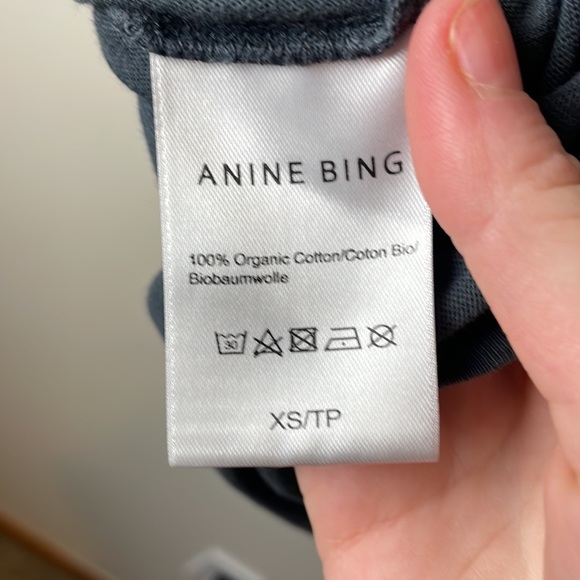 ANINE BING
100% Organic Cotton/Coton Bio/
Biobaumwolle
30
XS/TP